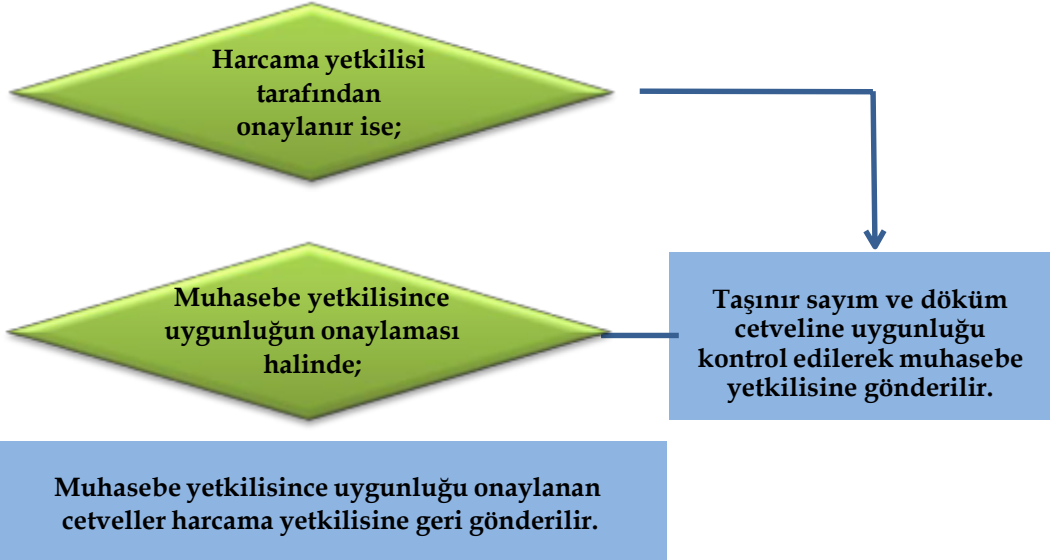 Harcama yetkilisi
tarafından
onaylanır ise;
Muhasebe yetkilisince
uygunluğun onaylaması
halinde;
Taşınır sayım ve döküm
cetveline uygunluğu
kontrol edilerek muhasebe
yetkilisine gönderilir.
Muhasebe yetkilisince uygunluğu onaylanan
cetveller harcama yetkilisine geri gönderilir.